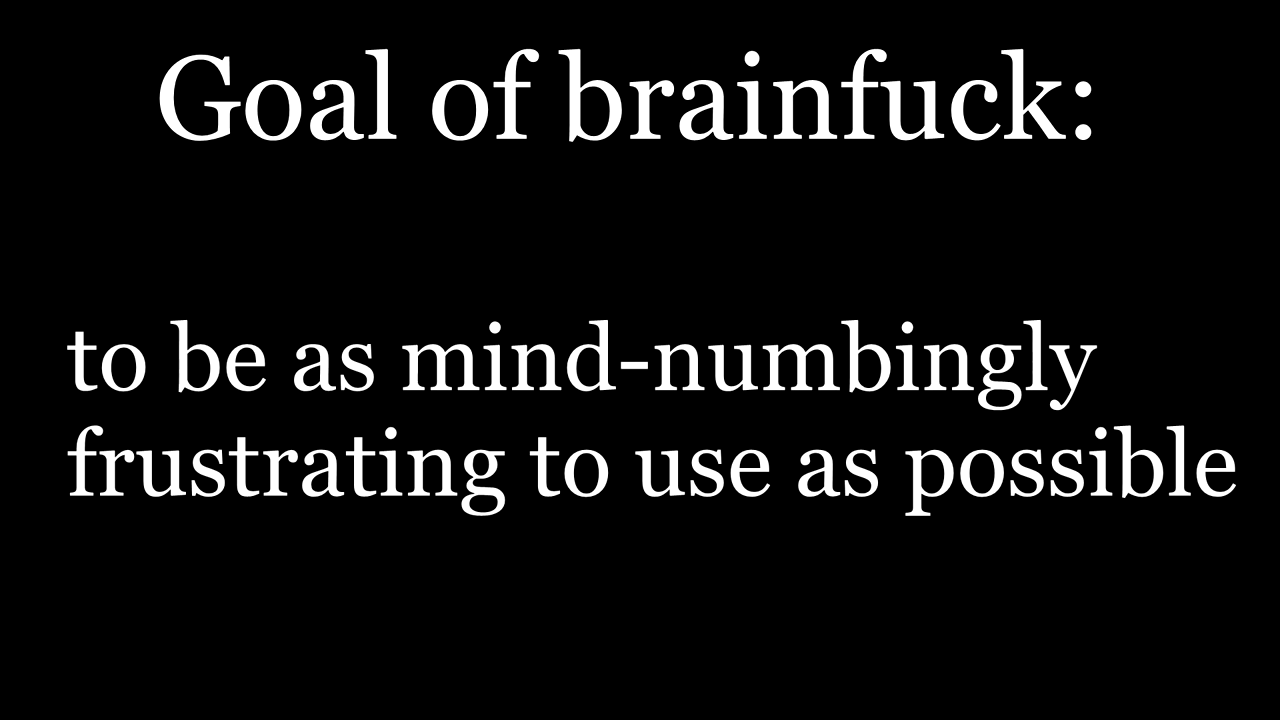 Goal of brainfuck:
to be as mind-numbingly
frustrating to use as possible